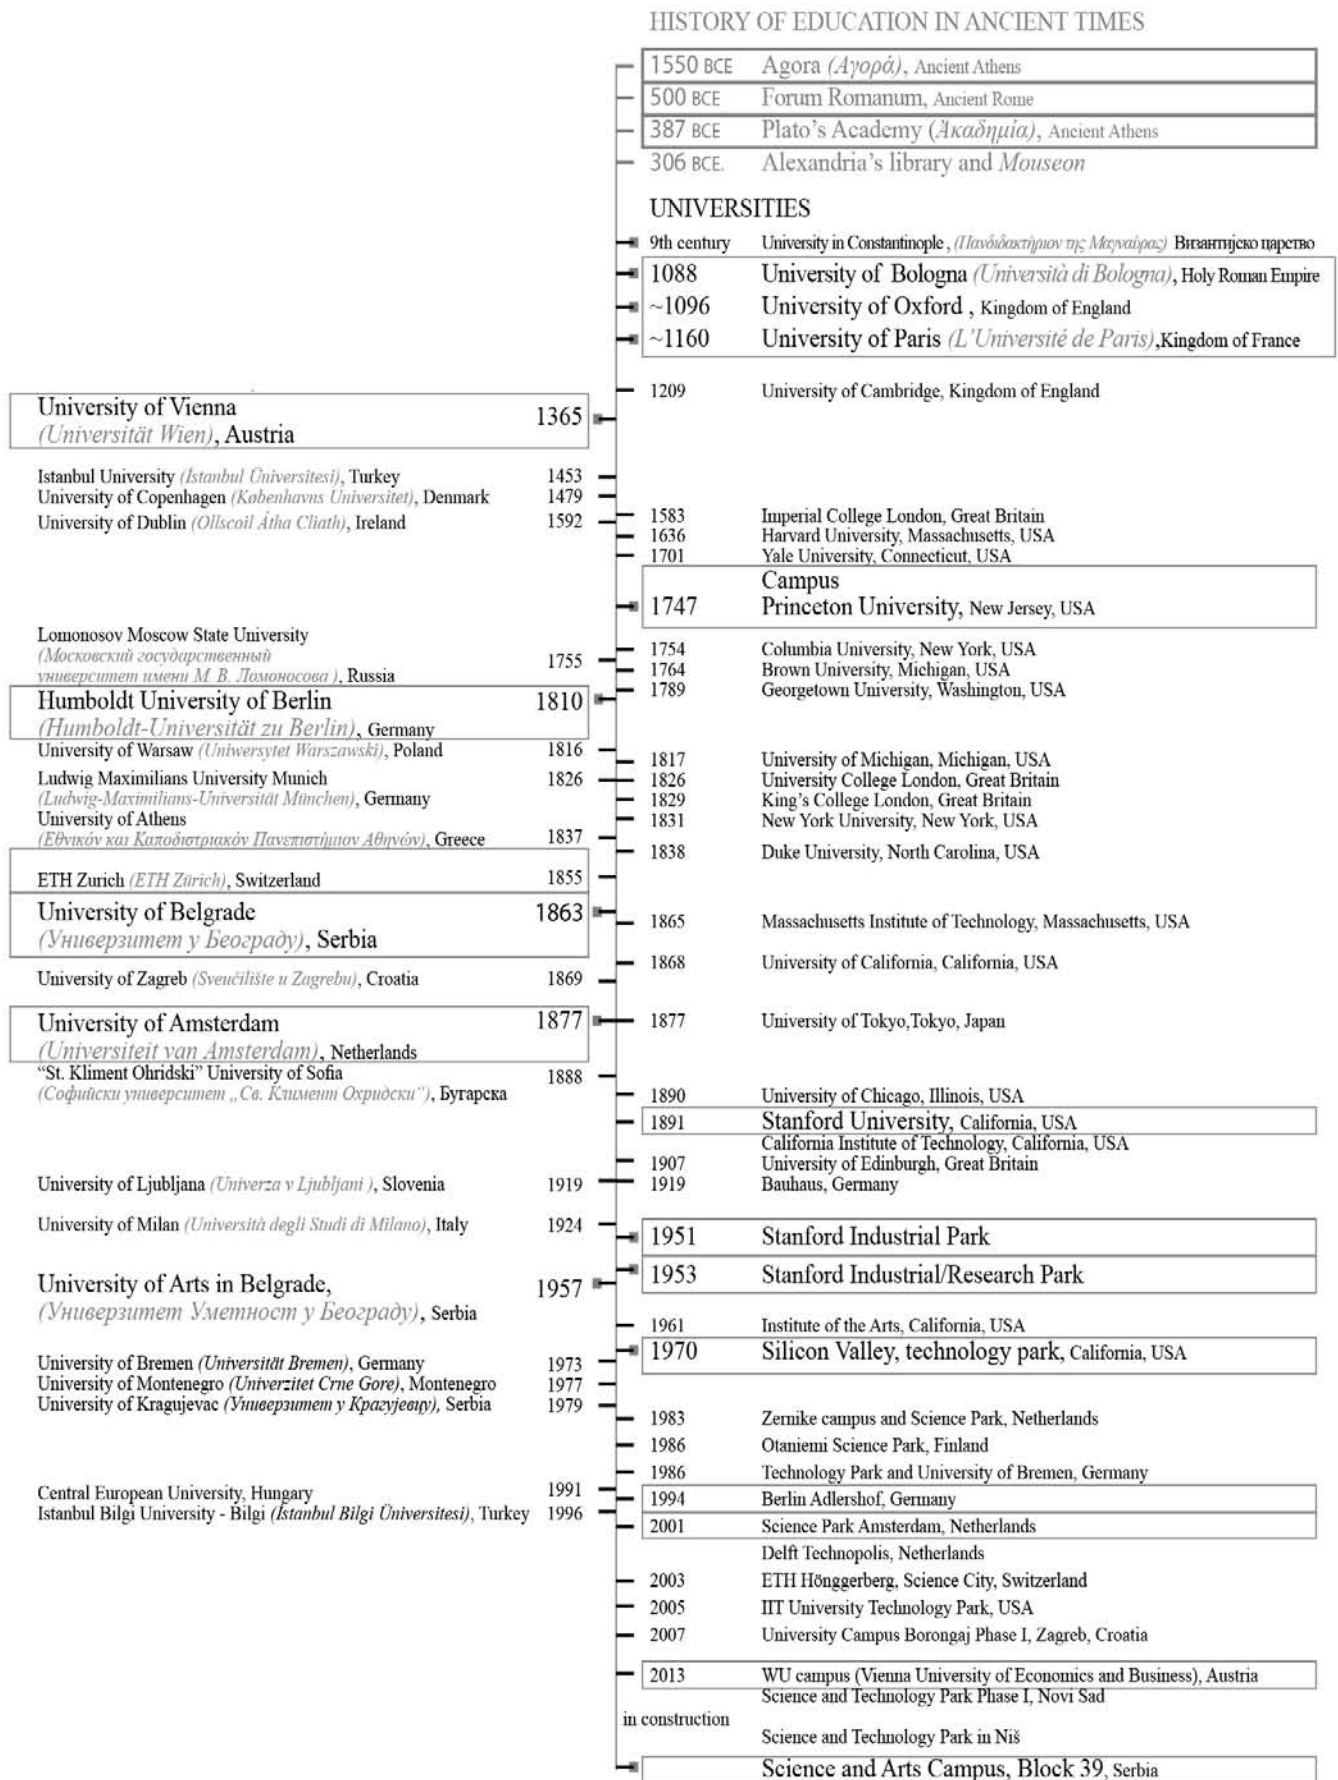 HISTORY OF EDUCATION IN ANCIENT TIMES
1550 BCE Agora (Αγορά), Ancient Athens
500 BCE Forum Romanum, Ancient Rome
387 BCE Plato's Academy (Ἀκαδημία), Ancient Athens
306 BCE. Alexandria's library and Mouseon
UNIVERSITIES
9th century University in Constantinople , (Πανδιδακτήριον της Μαγναύρας) Византијско царство
1088 University of Bologna (Università di Bologna), Holy Roman Empire
~1096 University of Oxford , Kingdom of England
~1160 University of Paris (L'Université de Paris),Kingdom of France
1209 University of Cambridge, Kingdom of England
University of Vienna 1365
(Universität Wien), Austria
Istanbul University (İstanbul Üniversitesi), Turkey 1453
University of Copenhagen (Københavns Universitet), Denmark 1479
University of Dublin (Ollscoil Átha Cliath), Ireland 1592
1583 Imperial College London, Great Britain
1636 Harvard University, Massachusetts, USA
1701 Yale University, Connecticut, USA
Campus
1747 Princeton University, New Jersey, USA
Lomonosov Moscow State University
(Московский государственный 1755
университет имени М. В. Ломоносова ), Russia
1754 Columbia University, New York, USA
1764 Brown University, Michigan, USA
1789 Georgetown University, Washington, USA
Humboldt University of Berlin 1810
(Humboldt-Universität zu Berlin), Germany
University of Warsaw (Uniwersytet Warszawski), Poland 1816
1817 University of Michigan, Michigan, USA
Ludwig Maximilians University Munich 1826
(Ludwig-Maximilians-Universität München), Germany
1826 University College London, Great Britain
1829 King's College London, Great Britain
University of Athens
(Εθνικόν και Καποδιστριακόν Πανεπιστήμιον Αθηνών), Greece 1837
1831 New York University, New York, USA
1838 Duke University, North Carolina, USA
ETH Zurich (ETH Zürich), Switzerland 1855
University of Belgrade 1863
(Универзитет у Београду), Serbia
1865 Massachusetts Institute of Technology, Massachusetts, USA
1868 University of California, California, USA
University of Zagreb (Sveučilište u Zagrebu), Croatia 1869
University of Amsterdam 1877
(Universiteit van Amsterdam), Netherlands
1877 University of Tokyo,Tokyo, Japan
"St. Kliment Ohridski" University of Sofia 1888
(Софийски университет „Св. Климент Охридски“), Бугарска
1890 University of Chicago, Illinois, USA
1891 Stanford University, California, USA
California Institute of Technology, California, USA
1907 University of Edinburgh, Great Britain
University of Ljubljana (Univerza v Ljubljani ), Slovenia 1919
1919 Bauhaus, Germany
University of Milan (Università degli Studi di Milano), Italy 1924
1951 Stanford Industrial Park
1953 Stanford Industrial/Research Park
University of Arts in Belgrade, 1957
(Универзитет Уметност у Београду), Serbia
1961 Institute of the Arts, California, USA
1970 Silicon Valley, technology park, California, USA
University of Bremen (Universität Bremen), Germany 1973
University of Montenegro (Univerzitet Crne Gore), Montenegro 1977
University of Kragujevac (Универзитет у Крагујевцу), Serbia 1979
1983 Zernike campus and Science Park, Netherlands
1986 Otaniemi Science Park, Finland
1986 Technology Park and University of Bremen, Germany
Central European University, Hungary 1991
1994 Berlin Adlershof, Germany
Istanbul Bilgi University - Bilgi (İstanbul Bilgi Üniversitesi), Turkey 1996
2001 Science Park Amsterdam, Netherlands
Delft Technopolis, Netherlands
2003 ETH Hönggerberg, Science City, Switzerland
2005 IIT University Technology Park, USA
2007 University Campus Borongaj Phase I, Zagreb, Croatia
2013 WU campus (Vienna University of Economics and Business), Austria
Science and Technology Park Phase I, Novi Sad
in construction
Science and Technology Park in Niš
Science and Arts Campus, Block 39, Serbia